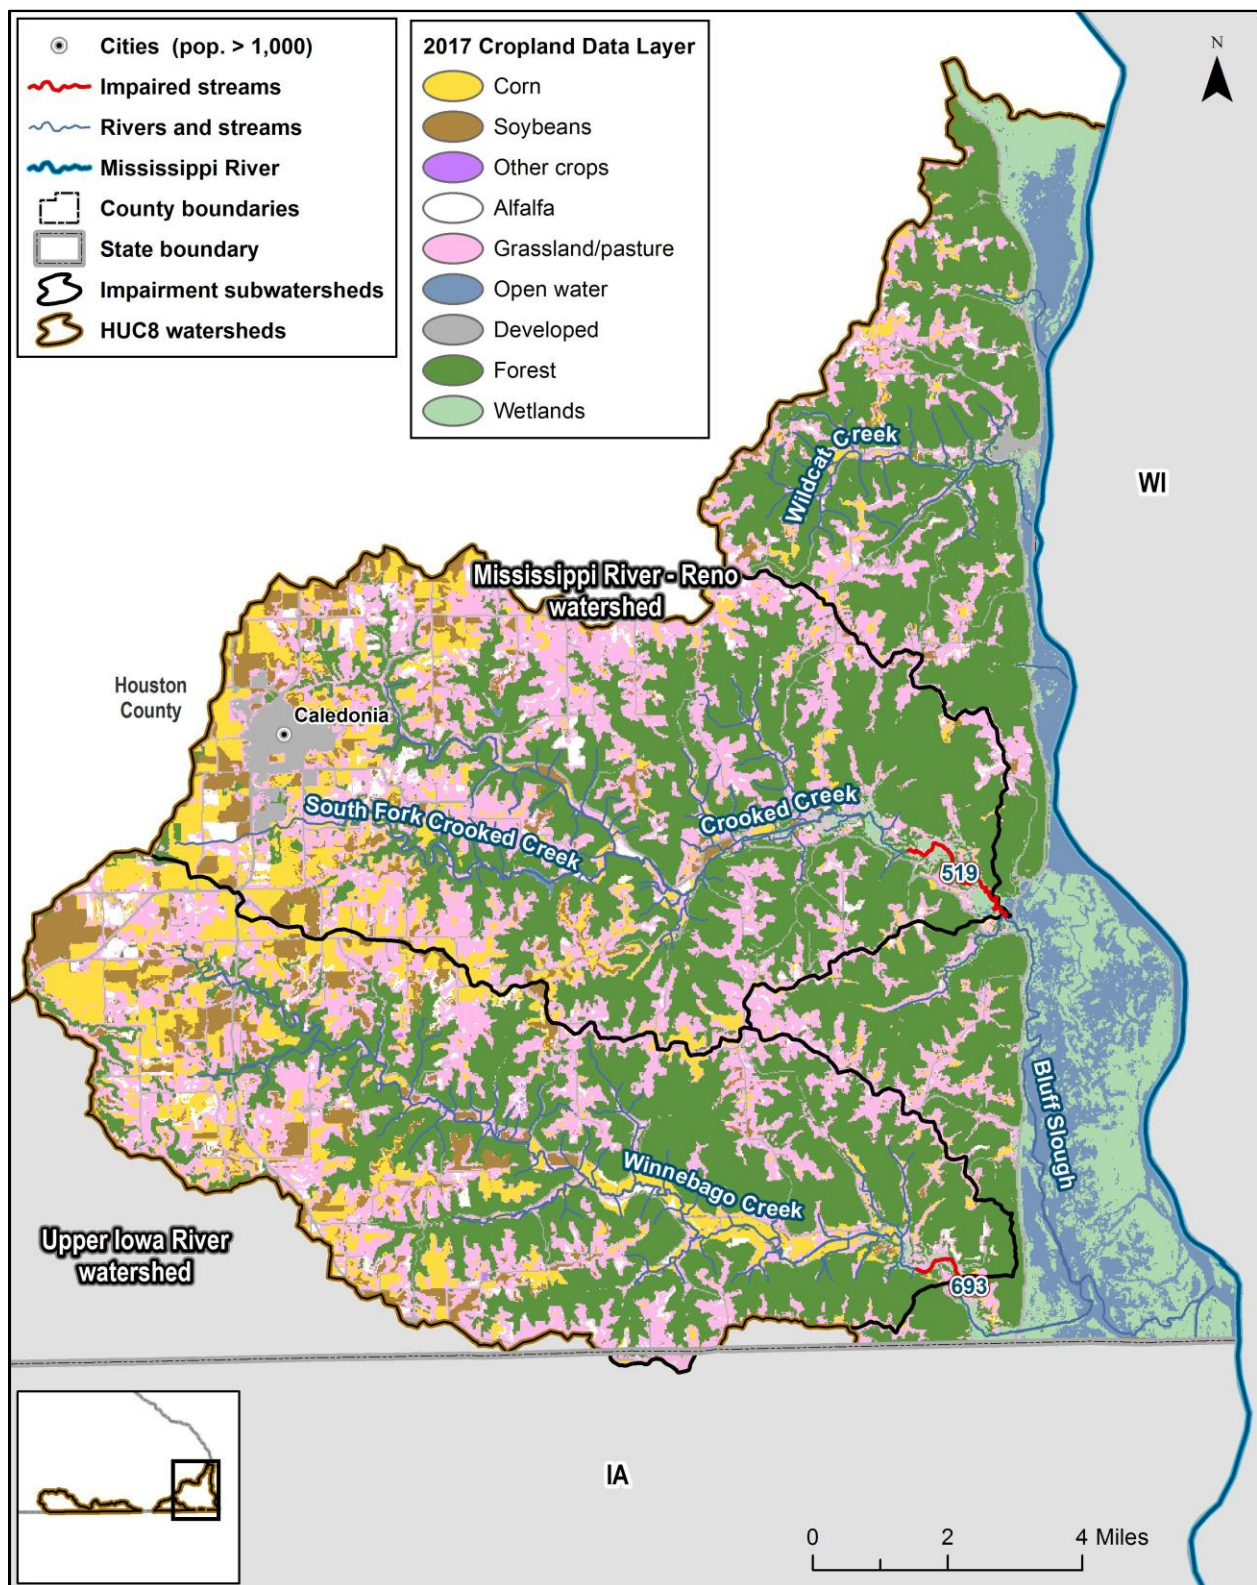 Cities (pop. > 1,000)
Impaired streams
Rivers and streams
Mississippi River
County boundaries
State boundary
Impairment subwatersheds
HUC8 watersheds
2017 Cropland Data Layer
Corn
Soybeans
Other crops
Alfalfa
Grassland/pasture
Open water
Developed
Forest
Wetlands
N
Wildcat Creek
WI
Mississippi River - Reno
watershed
Houston
County
Caledonia
South Fork Crooked Creek
Crooked Creek
519
Bluff Slough
Winnebago Creek
Upper Iowa River
watershed
693
IA
0 2 4 Miles